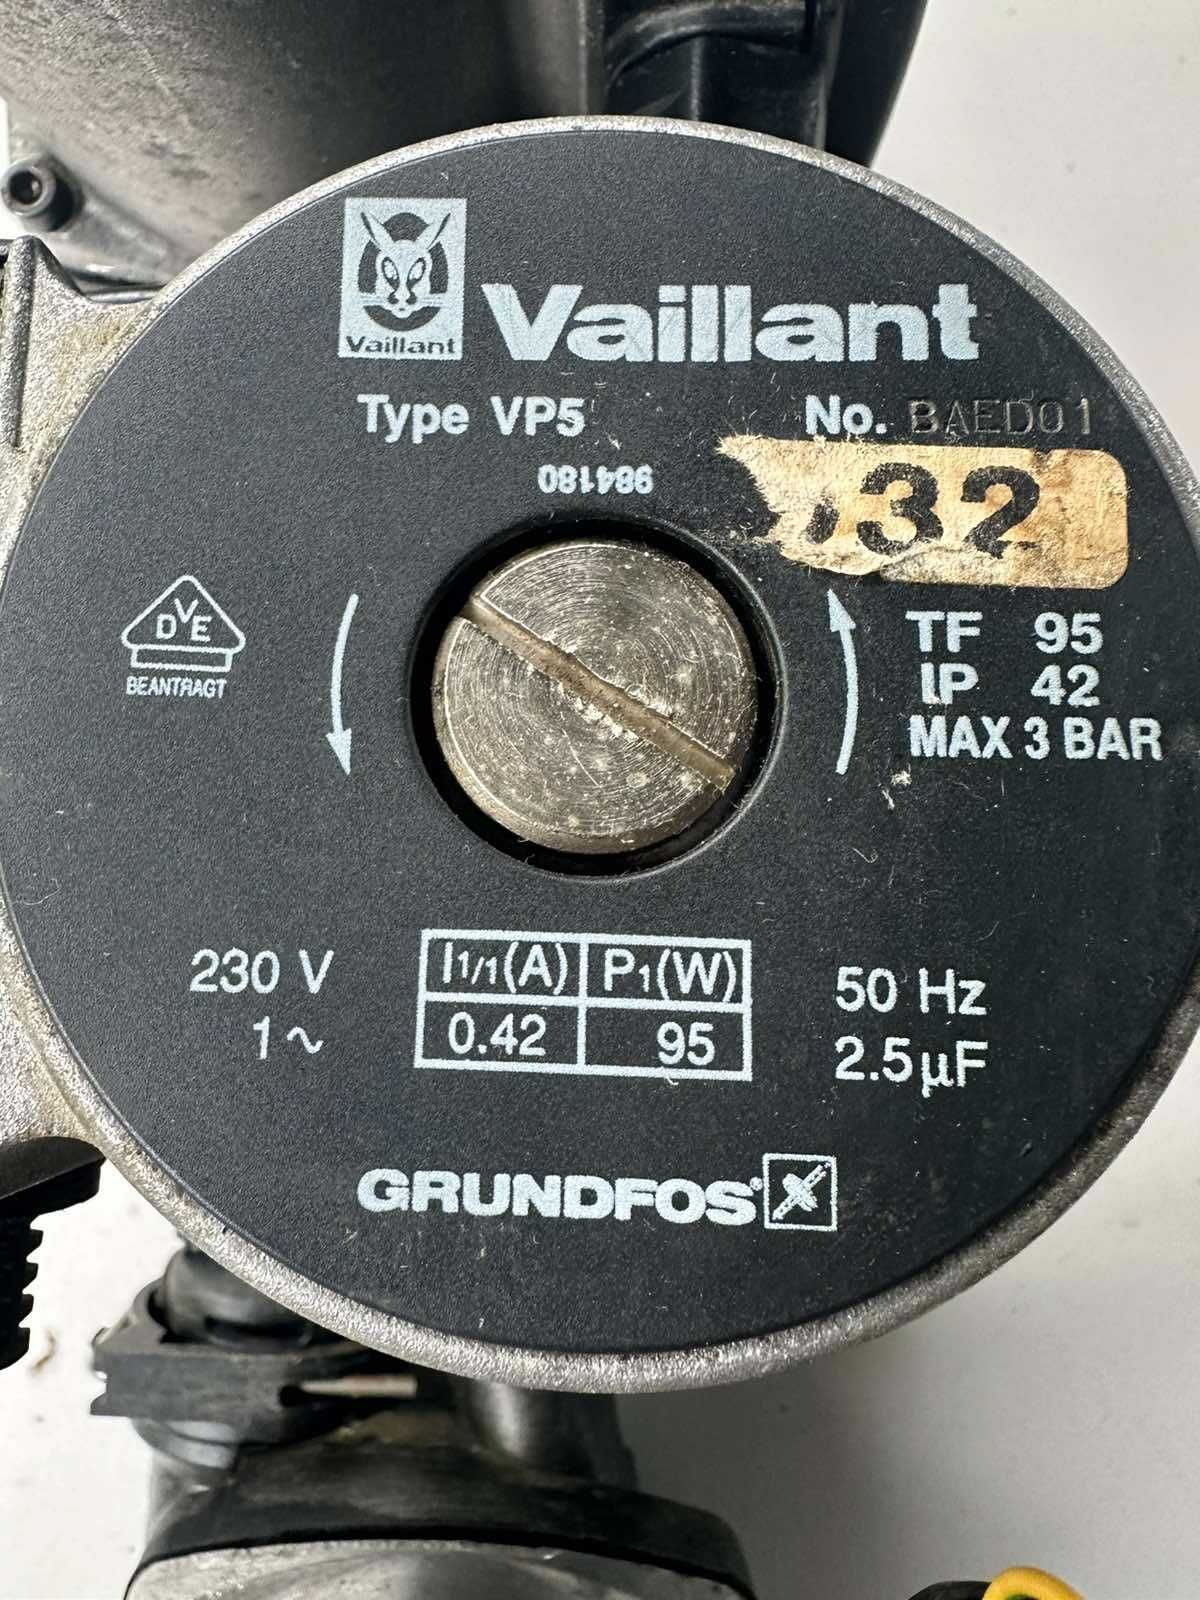 Vaillant
Vaillant
Type VP5 No. BAED01
984180
32
DVE
BEANTRAGT
TF 95
IP 42
MAX 3 BAR
230 V
1~
I1/1(A) P1(W)
0.42 95
50 Hz
2.5µF
GRUNDFOS